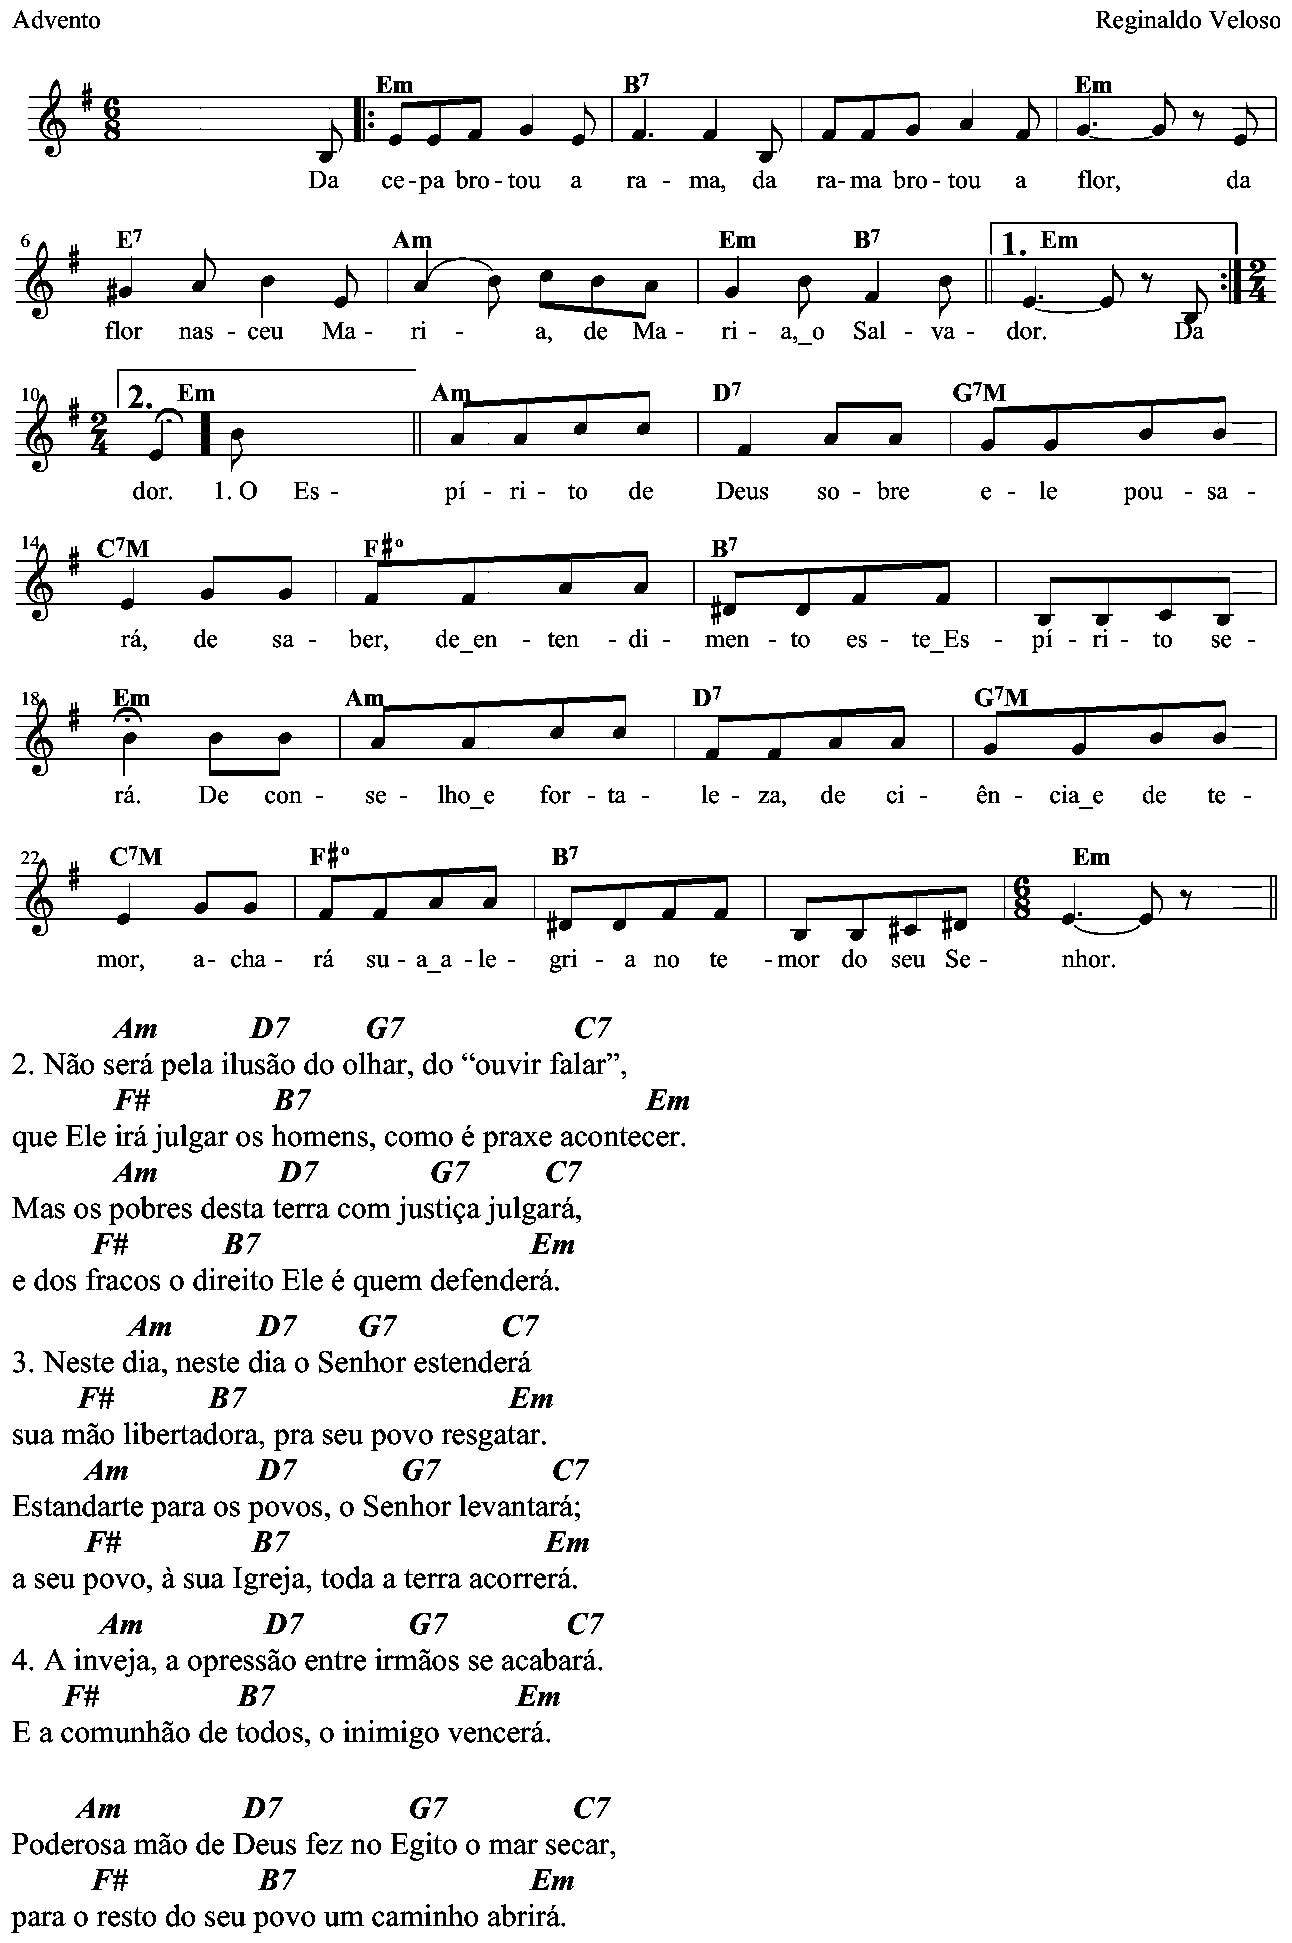 Advento Reginaldo Veloso
Em B7 Em
Da ce-pa bro-tou a ra-ma, da ra-ma bro-tou a flor, da
6 E7 Am Em B7 1. Em
flor nas-ceu Ma-ri-a, de Ma-ri-a,_o Sal-va-dor. Da
10 2. Em Am D7 G7M
dor. 1. O Es-pí-ri-to de Deus so-bre e-le pou-sa-
14 C7M F#º B7
rá, de sa-ber, de_en-ten-di-men-to es-te_Es-pí-ri-to se-
18 Em Am D7 G7M
rá. De con-se-lho_e for-ta-le-za, de ci-ên-cia_e de te-
22 C7M F#º B7 Em
mor, a-cha-rá su-a_a-le-gri-a no te-mor do seu Se-nhor.
Am D7 G7 C7
2. Não será pela ilusão do olhar, do “ouvir falar”,
F# B7 Em
que Ele irá julgar os homens, como é praxe acontecer.
Am D7 G7 C7
Mas os pobres desta terra com justiça julgará,
F# B7 Em
e dos fracos o direito Ele é quem defenderá.
Am D7 G7 C7
3. Neste dia, neste dia o Senhor estenderá
F# B7 Em
sua mão libertadora, pra seu povo resgatar.
Am D7 G7 C7
Estandarte para os povos, o Senhor levantará;
F# B7 Em
a seu povo, à sua Igreja, toda a terra acorrerá.
Am D7 G7 C7
4. A inveja, a opressão entre irmãos se acabará.
F# B7 Em
E a comunhão de todos, o inimigo vencerá.
Am D7 G7 C7
Poderosa mão de Deus fez no Egito o mar secar,
F# B7 Em
para o resto do seu povo um caminho abrirá.